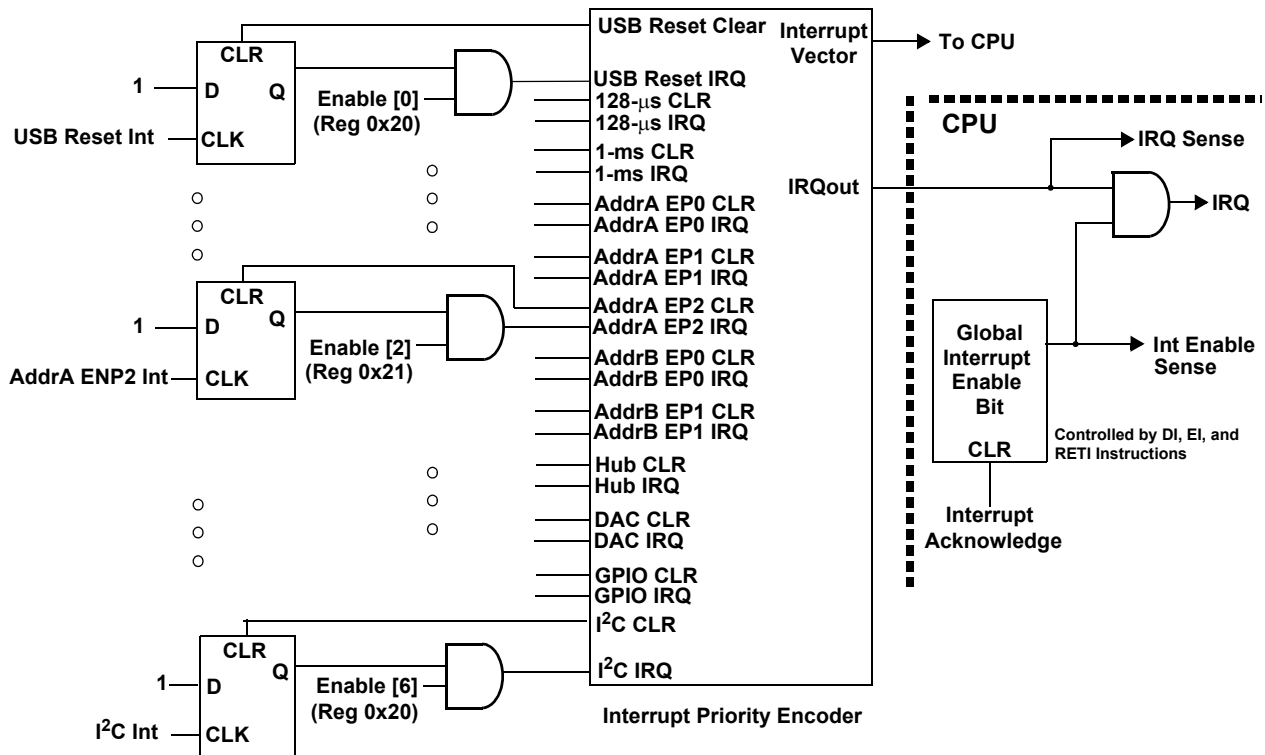 CLR
D
Q
1
CLK
USB Reset Int
Enable [0]
(Reg 0x20)
CLR
D
Q
1
CLK
AddrA ENP2 Int
Enable [2]
(Reg 0x21)
CLR
D
Q
1
CLK
I²C Int
Enable [6]
(Reg 0x20)
USB Reset Clear
USB Reset IRQ
128-μs CLR
128-μs IRQ
1-ms CLR
1-ms IRQ
AddrA EP0 CLR
AddrA EP0 IRQ
AddrA EP1 CLR
AddrA EP1 IRQ
AddrA EP2 CLR
AddrA EP2 IRQ
AddrB EP0 CLR
AddrB EP0 IRQ
AddrB EP1 CLR
AddrB EP1 IRQ
Hub CLR
Hub IRQ
DAC CLR
DAC IRQ
GPIO CLR
GPIO IRQ
I²C CLR
I²C IRQ
Interrupt
Vector
IRQout
Interrupt Priority Encoder
To CPU
CPU
IRQ Sense
IRQ
Global
Interrupt
Enable
Bit
CLR
Int Enable
Sense
Controlled by DI, EI, and
RETI Instructions
Interrupt
Acknowledge